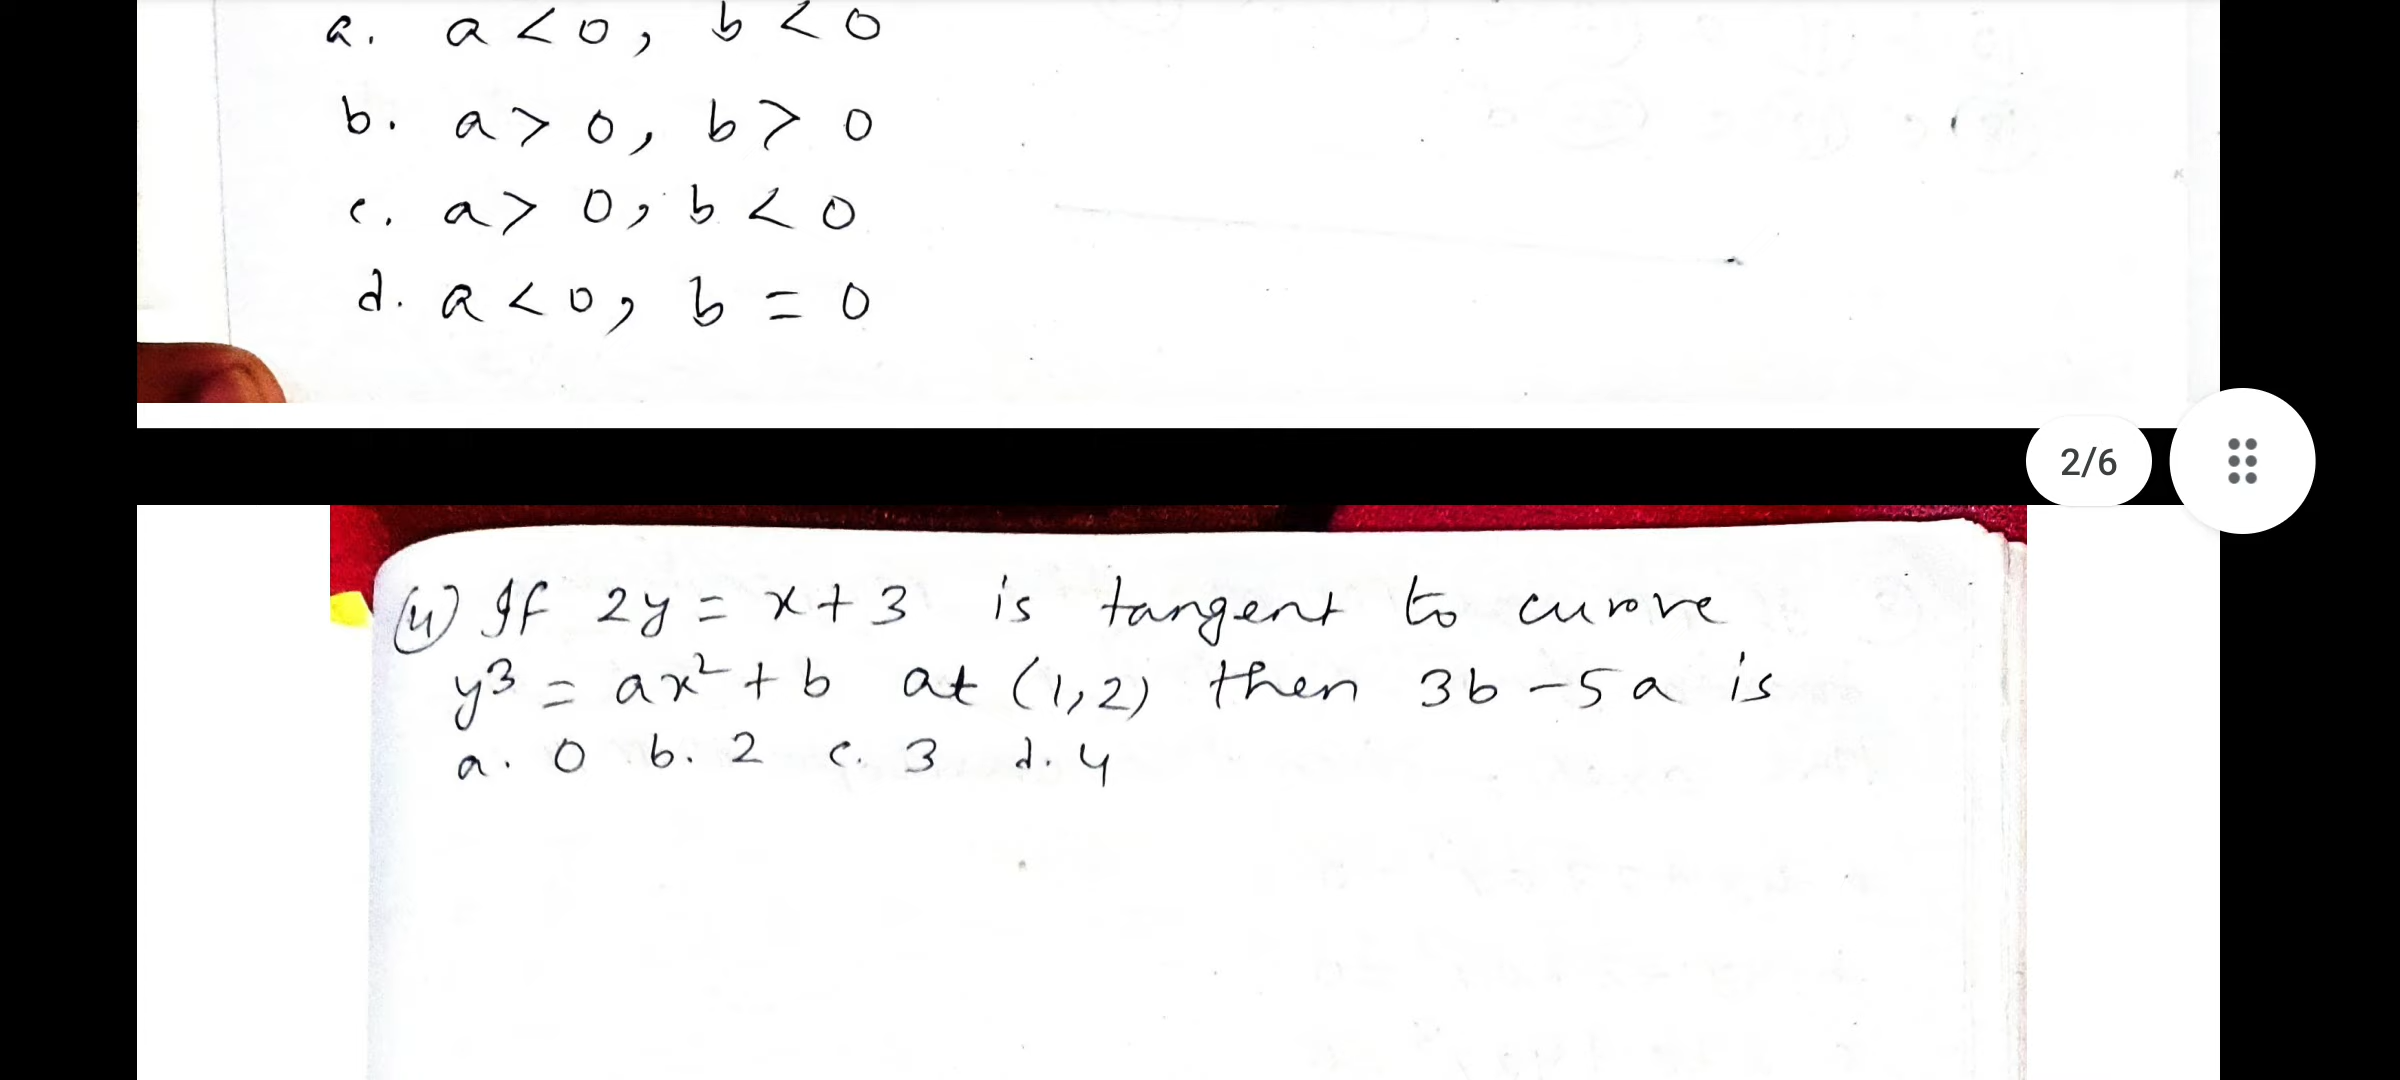 a. a < 0, b < 0
b. a > 0, b > 0
c. a > 0, b < 0
d. a < 0, b = 0
2/6
(4) If 2y = x + 3 is tangent to curve
y³ = ax² + b at (1,2) then 3b - 5a is
a. 0 b. 2 c. 3 d. 4